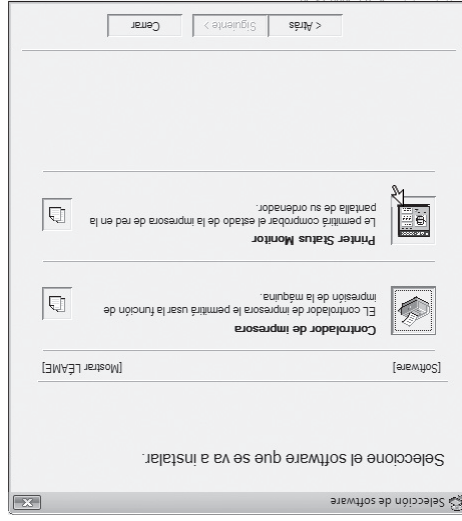 Selección de software
Seleccione el software que se va a instalar.
[Software] [Mostrar LÉAME]
Controlador de impresora
EL controlador de impresora le permitirá usar la función de
impresión de la máquina.
Printer Status Monitor
Le permitirá comprobar el estado de la impresora de red en la
pantalla de su ordenador.
< Atrás Siguiente > Cerrar